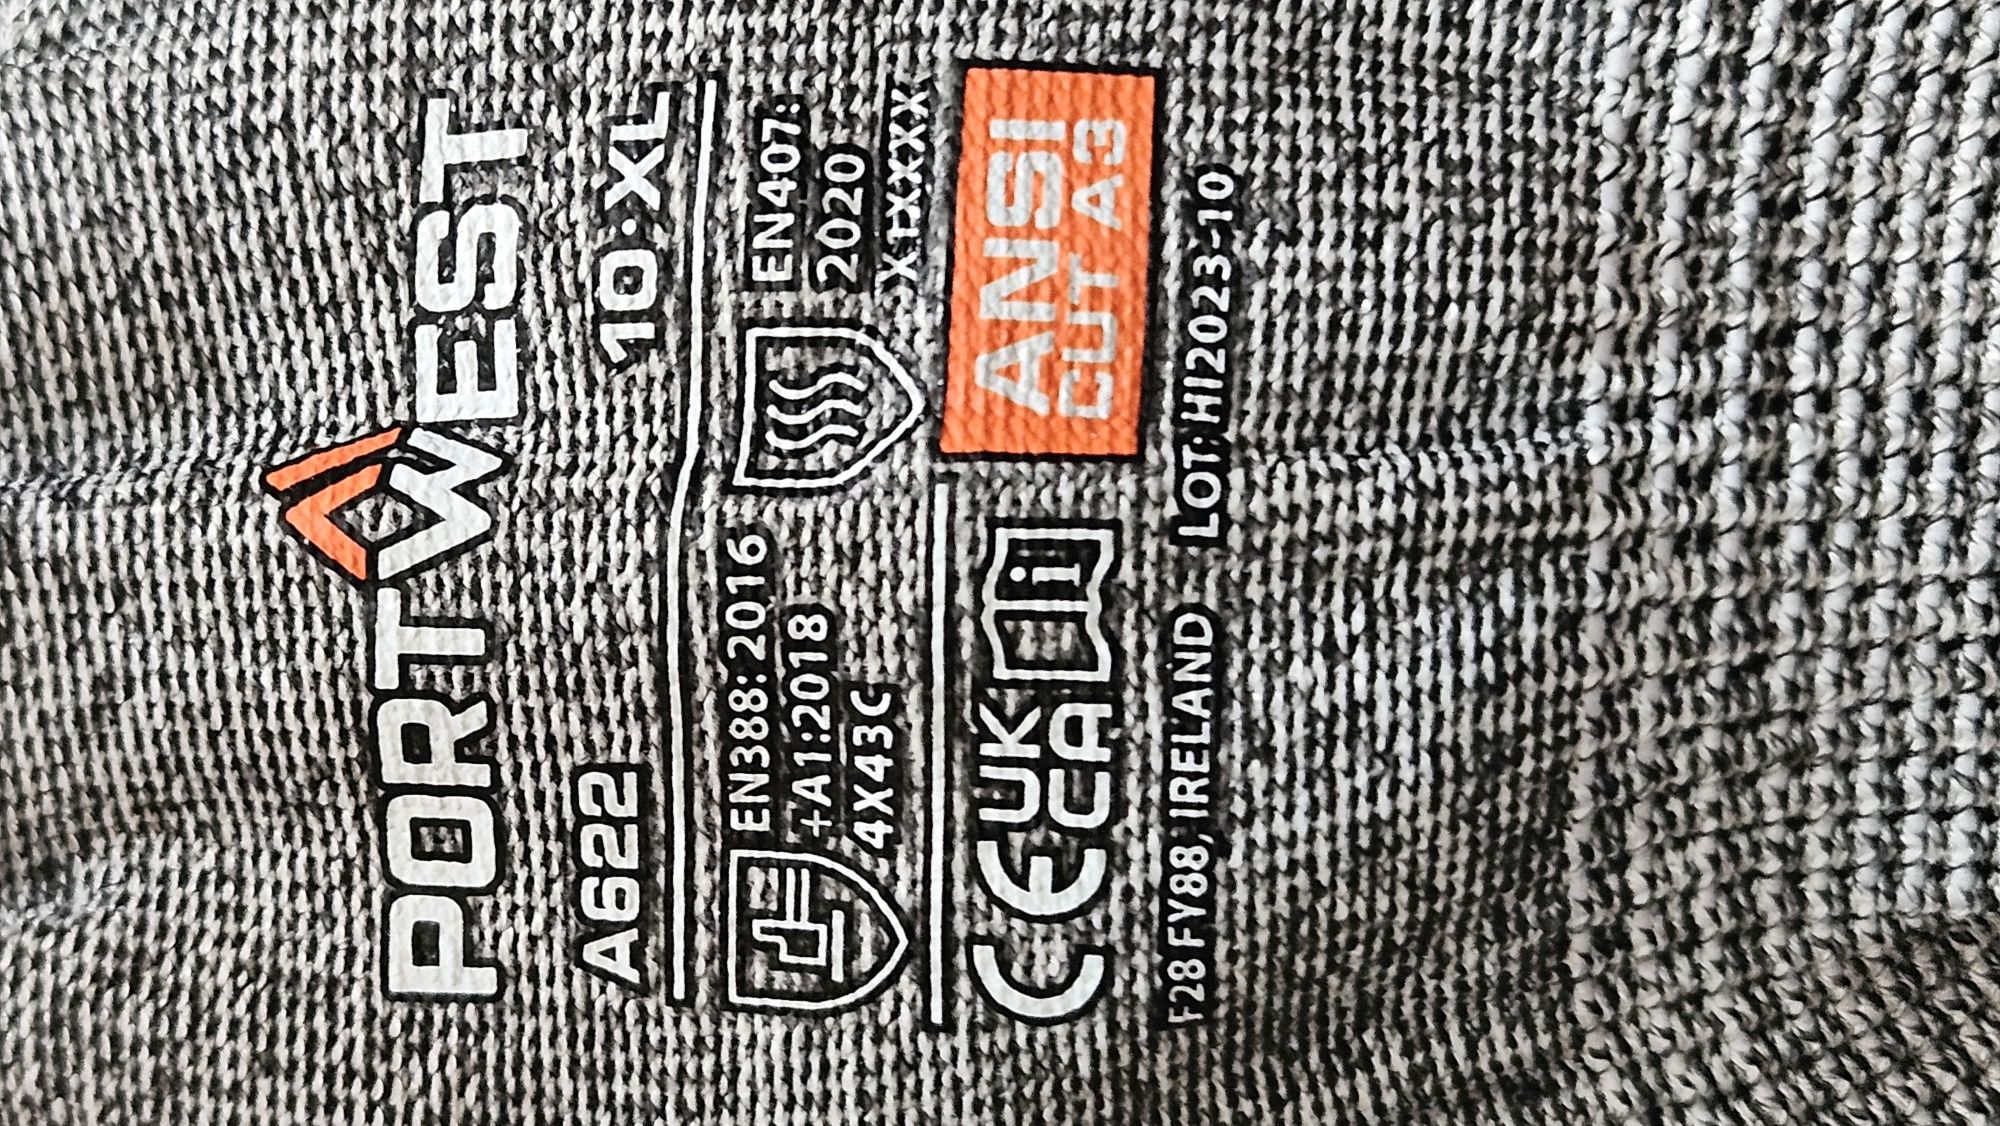 PORTWEST
A622 10·XL
EN388:2016
+A1:2018
4X43C
EN407:
2020
X1XXXX
CE UK
CA i
ANSI
CUT A3
F28 FY88, IRELAND LOT: HI2023-10